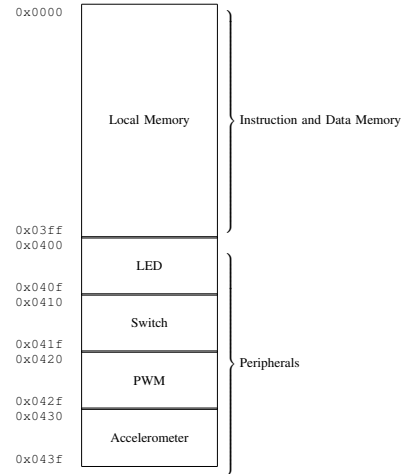 0x0000
Local Memory
Instruction and Data Memory
0x03ff
0x0400
LED
0x040f
0x0410
Switch
0x041f
0x0420
Peripherals
PWM
0x042f
0x0430
Accelerometer
0x043f